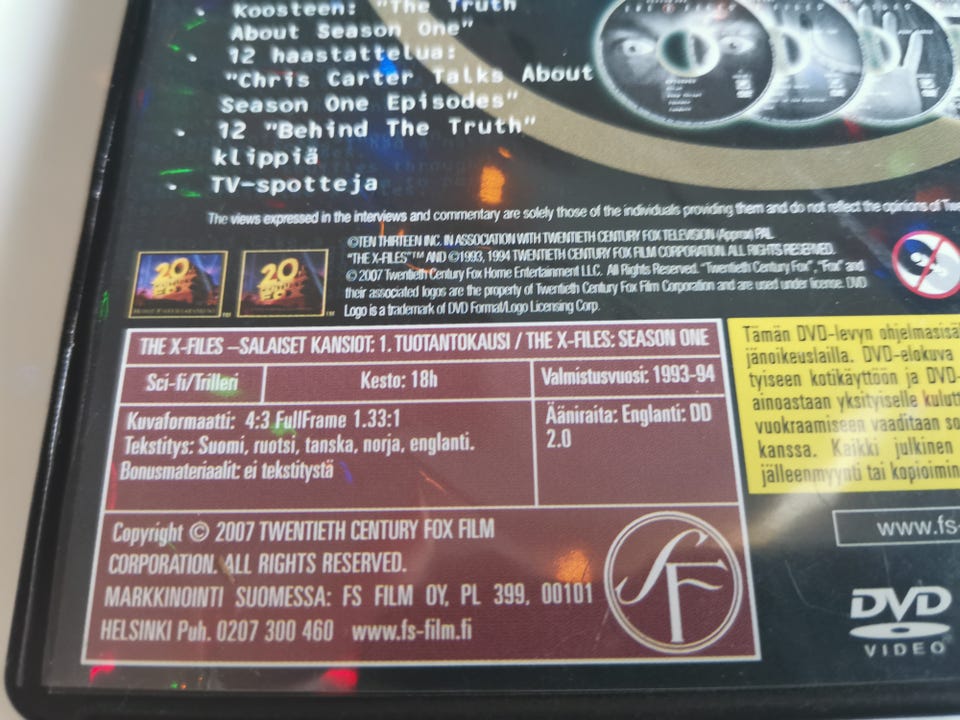 Koosteen: "The Truth
About Season One"
12 haastattelua:
"Chris Carter Talks About
Season One Episodes"
12 "Behind The Truth"
klippiä
TV-spotteja
The views expressed in the interviews and commentary are solely those of the individuals providing them and do not reflect the opinions of
©TEN THIRTEEN INC. IN ASSOCIATION WITH TWENTIETH CENTURY FOX TELEVISION (Approx) PAL
"THE X-FILES"™ AND ©1993, 1994 TWENTIETH CENTURY FOX FILM CORPORATION. ALL RIGHTS RESERVED.
© 2007 Twentieth Century Fox Home Entertainment LLC. All Rights Reserved. "Twentieth Century Fox", "Fox" and
their associated logos are the property of Twentieth Century Fox Film Corporation and are used under license. DVD
Logo is a trademark of DVD Format/Logo Licensing Corp.
THE X-FILES –SALAISET KANSIOT: 1. TUOTANTOKAUSI / THE X-FILES: SEASON ONE
Sci-fi/Trilleri
Kesto: 18h
Valmistusvuosi: 1993-94
Kuvaformaatti: 4:3 FullFrame 1.33:1
Tekstitys: Suomi, ruotsi, tanska, norja, englanti.
Bonusmateriaalit: ei tekstitystä
Ääniraita: Englanti: DD
2.0
Copyright © 2007 TWENTIETH CENTURY FOX FILM
CORPORATION. ALL RIGHTS RESERVED.
MARKKINOINTI SUOMESSA: FS FILM OY, PL 399, 00101
HELSINKI Puh. 0207 300 460 www.fs-film.fi
SF
Tämän DVD-levyn
jänoikeuslailla. DVD-elokuva
tyiseen kotikäyttöön ja DVD-
ainoastaan yksityiselle
vuokraamiseen vaaditaan
kanssa. Kaikki julkinen
jälleenmyynti tai
www.fs-
DVD
VIDEO